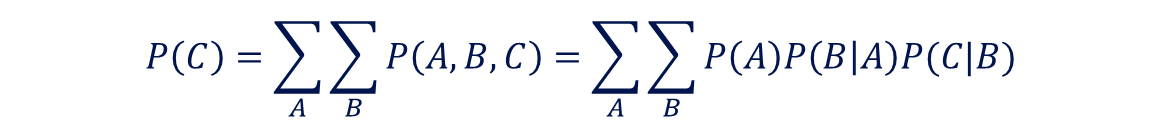 P(C) = ∑_A ∑_B P(A, B, C) = ∑_A ∑_B P(A)P(B|A)P(C|B)